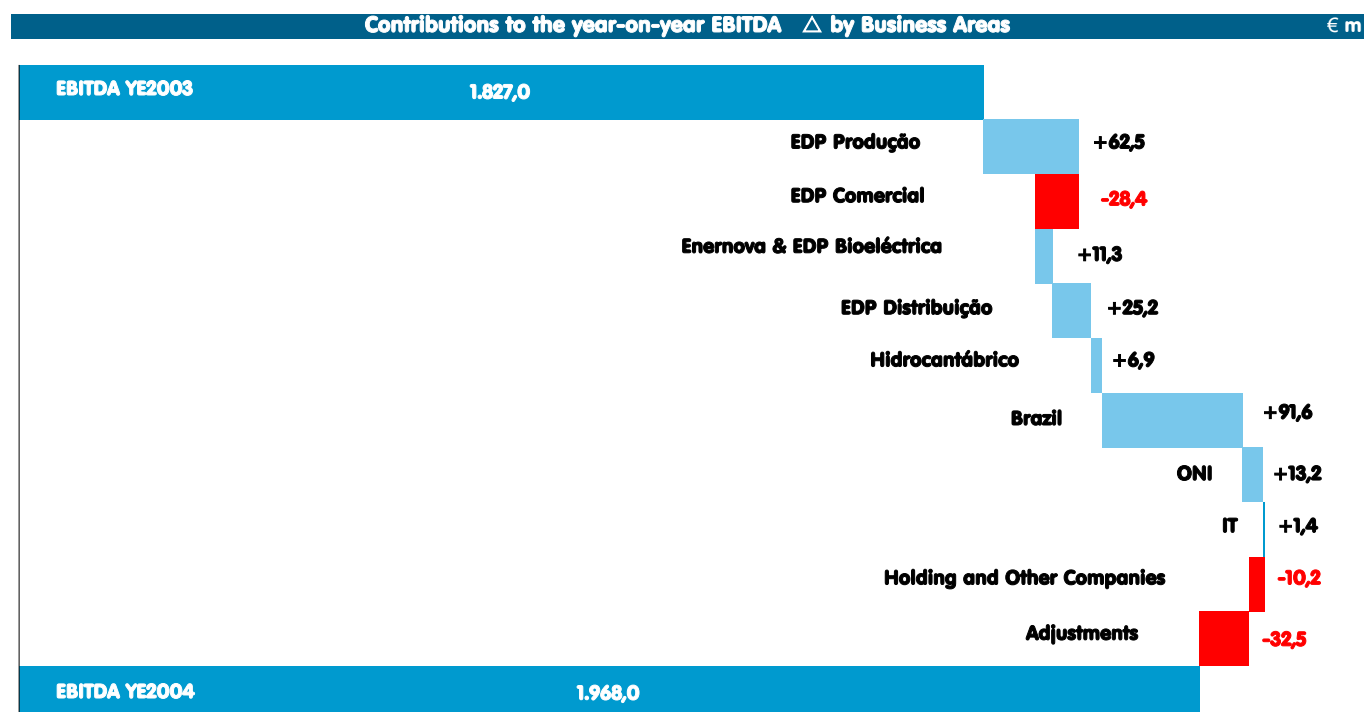 Contributions to the year-on-year EBITDA △ by Business Areas € m
EBITDA YE2003 1.827,0
EDP Produção +62,5
EDP Comercial -28,4
Enernova & EDP Bioeléctrica +11,3
EDP Distribuição +25,2
Hidrocantábrico +6,9
Brazil +91,6
ONI +13,2
IT +1,4
Holding and Other Companies -10,2
Adjustments -32,5
EBITDA YE2004 1.968,0